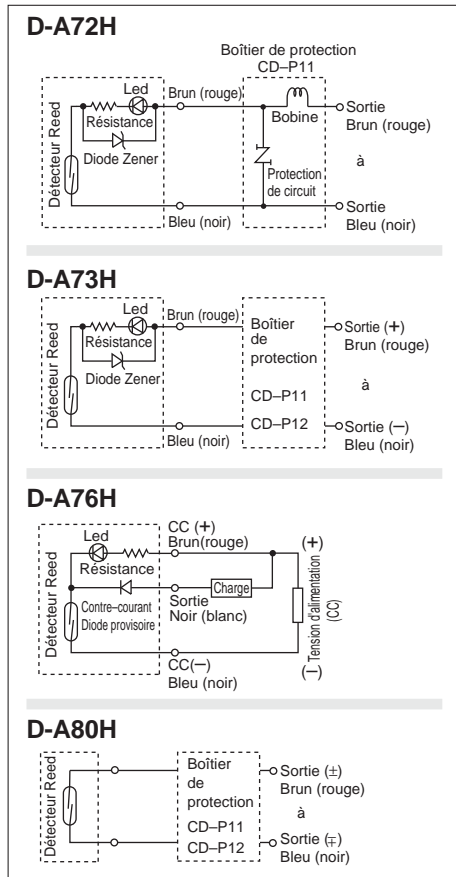 D-A72H
Boîtier de protection
CD–P11
Led
Brun (rouge)
Résistance
Diode Zener
Bobine
Sortie
Brun (rouge)
à
Protection
de circuit
Détecteur Reed
Sortie
Bleu (noir)
Bleu (noir)
D-A73H
Led
Brun (rouge)
Résistance
Diode Zener
Détecteur Reed
Boîtier
de
protection
CD–P11
CD–P12
Sortie (+)
Brun (rouge)
à
Sortie (–)
Bleu (noir)
Bleu (noir)
D-A76H
CC (+)
Brun(rouge)
Led
Résistance
Contre–courant
Diode provisoire
Détecteur Reed
Charge
Sortie
Noir (blanc)
(+)
Tension d'alimentation
(CC)
(–)
CC(–)
Bleu (noir)
D-A80H
Détecteur Reed
Boîtier
de
protection
CD–P11
CD–P12
Sortie (±)
Brun (rouge)
à
Sortie (∓)
Bleu (noir)